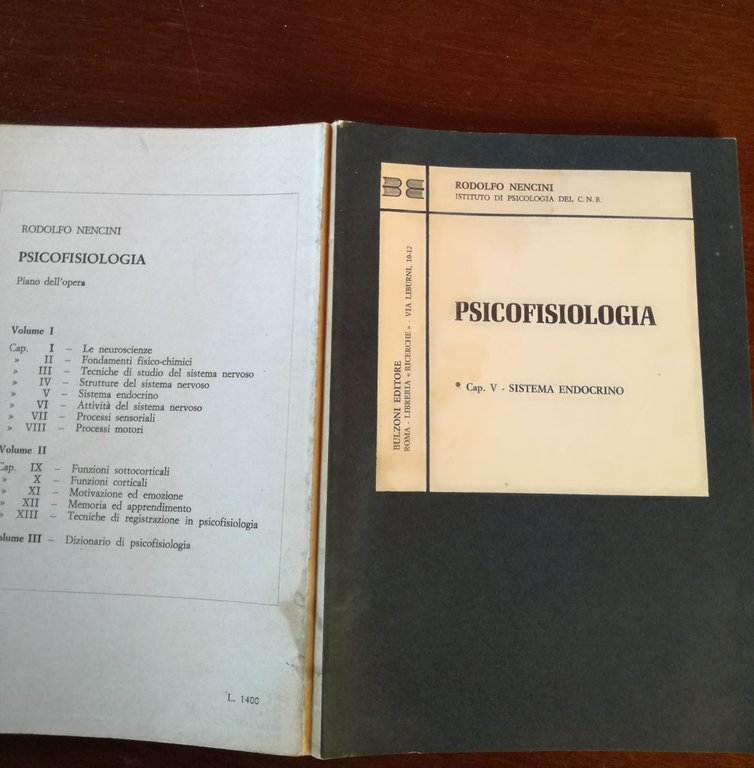 RODOLFO NENCINI
PSICOFISIOLOGIA
Piano dell'opera
Volume I
Cap. I — Le neuroscienze
» II — Fondamenti fisico-chimici
» III — Tecniche di studio del sistema nervoso
» IV — Strutture del sistema nervoso
» V — Sistema endocrino
» VI — Attività del sistema nervoso
» VII — Processi sensoriali
» VIII — Processi motori
Volume II
Cap. IX — Funzioni sottocorticali
» X — Funzioni corticali
» XI — Motivazione ed emozione
» XII — Memoria ed apprendimento
» XIII — Tecniche di registrazione in psicofisiologia
olume III — Dizionario di psicofisiologia
L. 1400
BULZONI EDITORE
ROMA - LIBRERIA « RICERCHE » - VIA LIBURNI, 10-12
RODOLFO NENCINI
ISTITUTO DI PSICOLOGIA DEL C.N.R.
PSICOFISIOLOGIA
Cap. V - SISTEMA ENDOCRINO